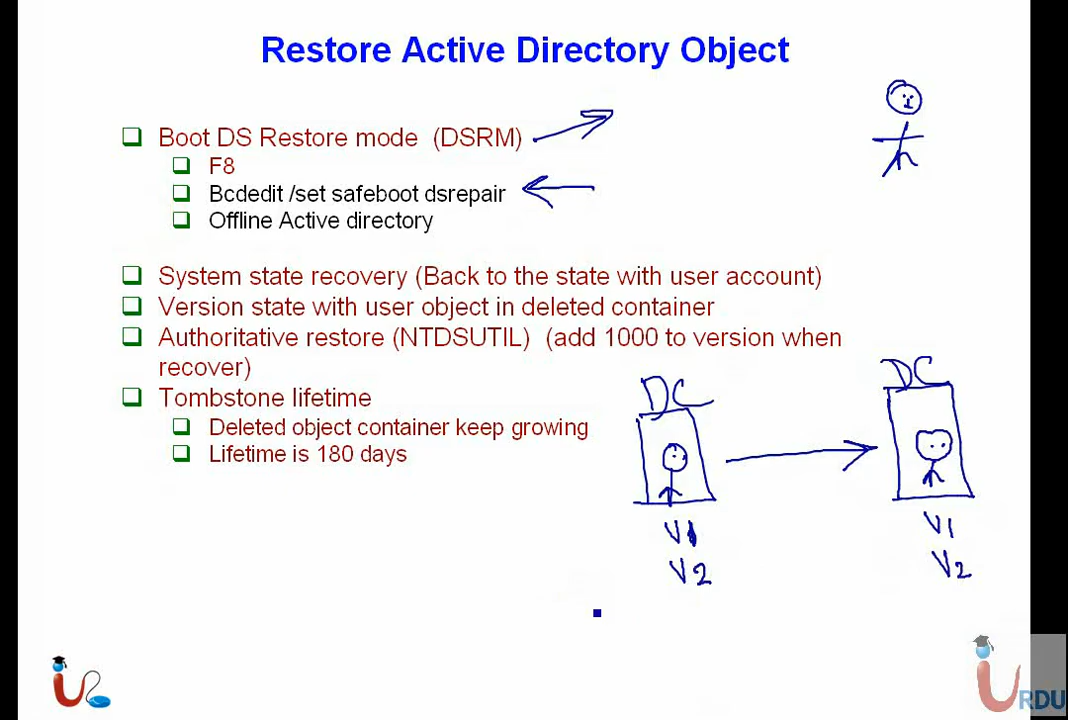 Restore Active Directory Object
Boot DS Restore mode (DSRM)
F8
Bcdedit /set safeboot dsrepair
Offline Active directory
System state recovery (Back to the state with user account)
Version state with user object in deleted container
Authoritative restore (NTDSUTIL) (add 1000 to version when
recover)
Tombstone lifetime
Deleted object container keep growing
Lifetime is 180 days
DC
DC
V1
V1
V2
V2
iURDU